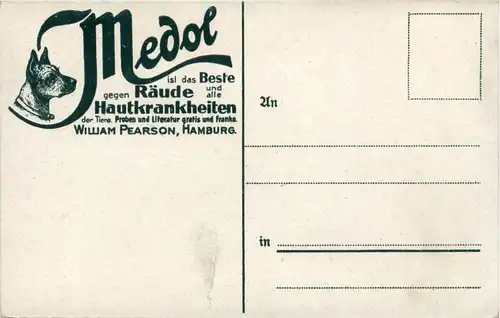 Medol
ist das Beste
gegen Räude und alle
Hautkrankheiten
der Tiere. Proben und Literatur gratis und franko.
WILLIAM PEARSON, HAMBURG.
An
in